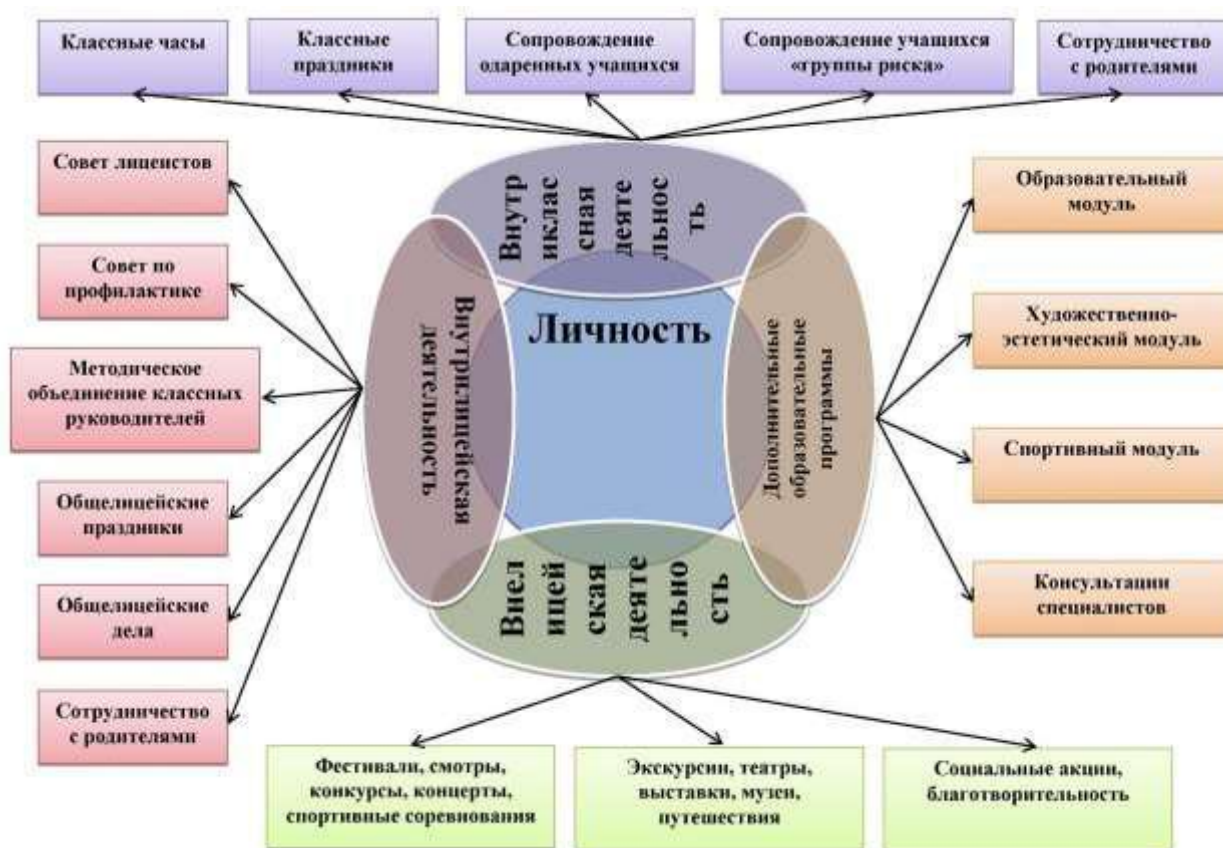 Классные часы
Классные
праздники
Сопровождение
одаренных учащихся
Сопровождение учащихся
«группы риска»
Сотрудничество
с родителями
Совет лицеистов
Совет по
профилактике
Методическое
объединение классных
руководителей
Общелицейские
праздники
Общелицейские
дела
Сотрудничество
с родителями
Внутр
иклас
сная
деяте
льнос
ть
Внутрилицейская
деятельность
Личность
Дополнительные
образовательные
программы
Внел
ицей
ская
деяте
льно
сть
Образовательный
модуль
Художественно-
эстетический модуль
Спортивный модуль
Консультации
специалистов
Фестивали, смотры,
конкурсы, концерты,
спортивные соревнования
Экскурсии, театры,
выставки, музеи,
путешествия
Социальные акции,
благотворительность